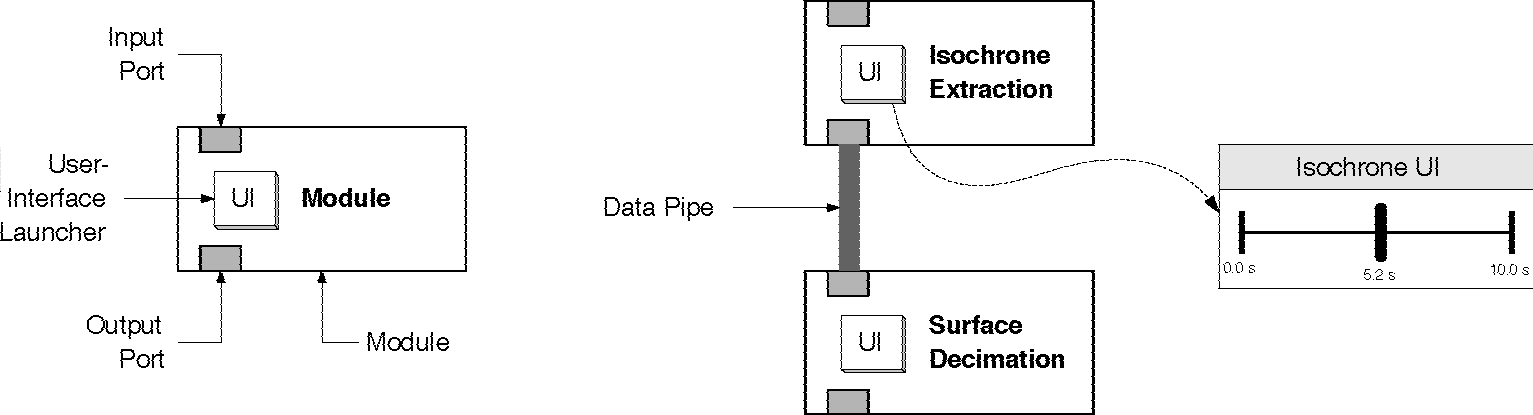 Input
Port
User-
Interface
Launcher
UI
Module
Output
Port
Module
UI
Isochrone
Extraction
Data Pipe
UI
Surface
Decimation
Isochrone UI
0.0 s
5.2 s
10.0 s